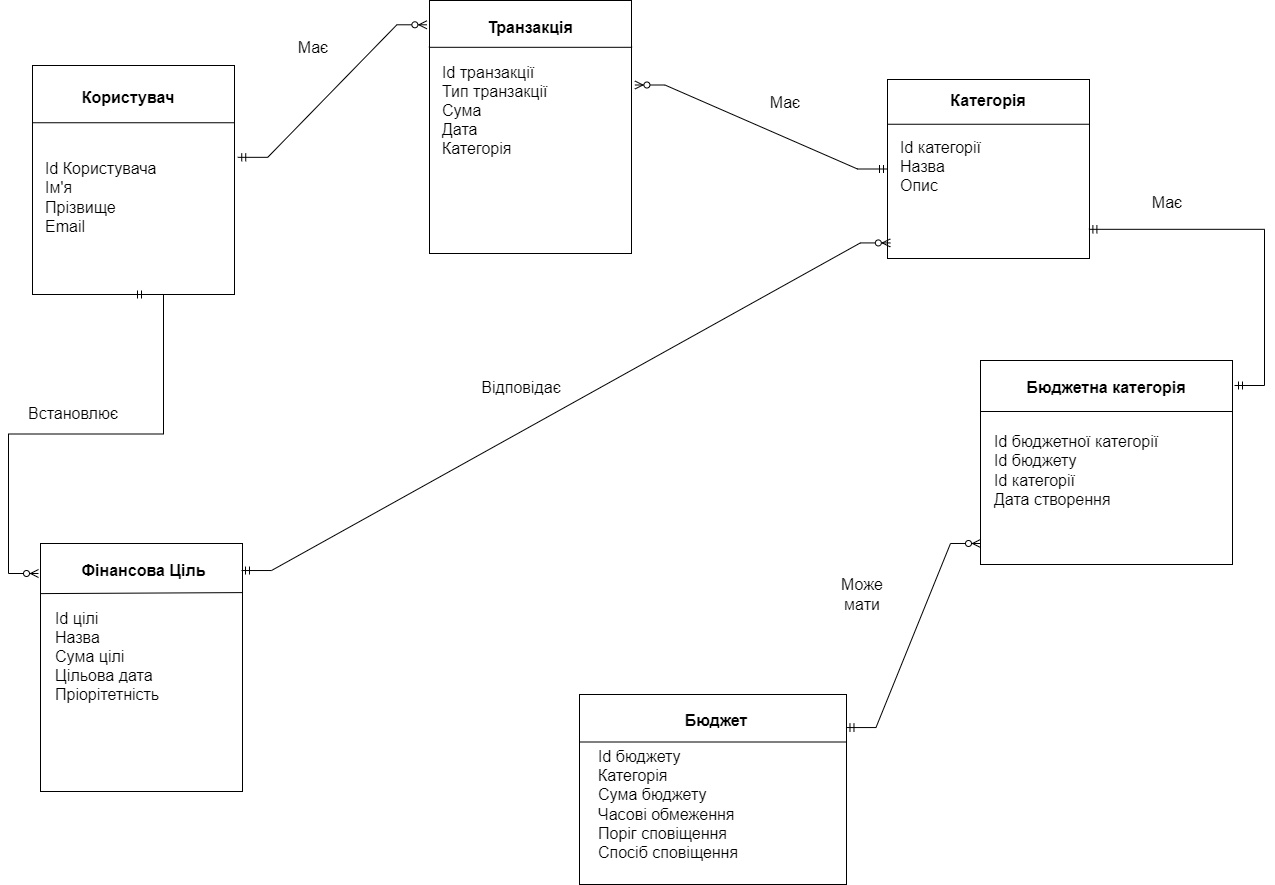 Користувач
Id Користувача
Ім'я
Прізвище
Email
Має
Транзакція
Id транзакції
Тип транзакції
Сума
Дата
Категорія
Має
Категорія
Id категорії
Назва
Опис
Має
Відповідає
Встановлює
Бюджетна категорія
Id бюджетної категорії
Id бюджету
Id категорії
Дата створення
Фінансова Ціль
Id цілі
Назва
Сума цілі
Цільова дата
Пріорітетність
Може
мати
Бюджет
Id бюджету
Категорія
Сума бюджету
Часові обмеження
Поріг сповіщення
Спосіб сповіщення